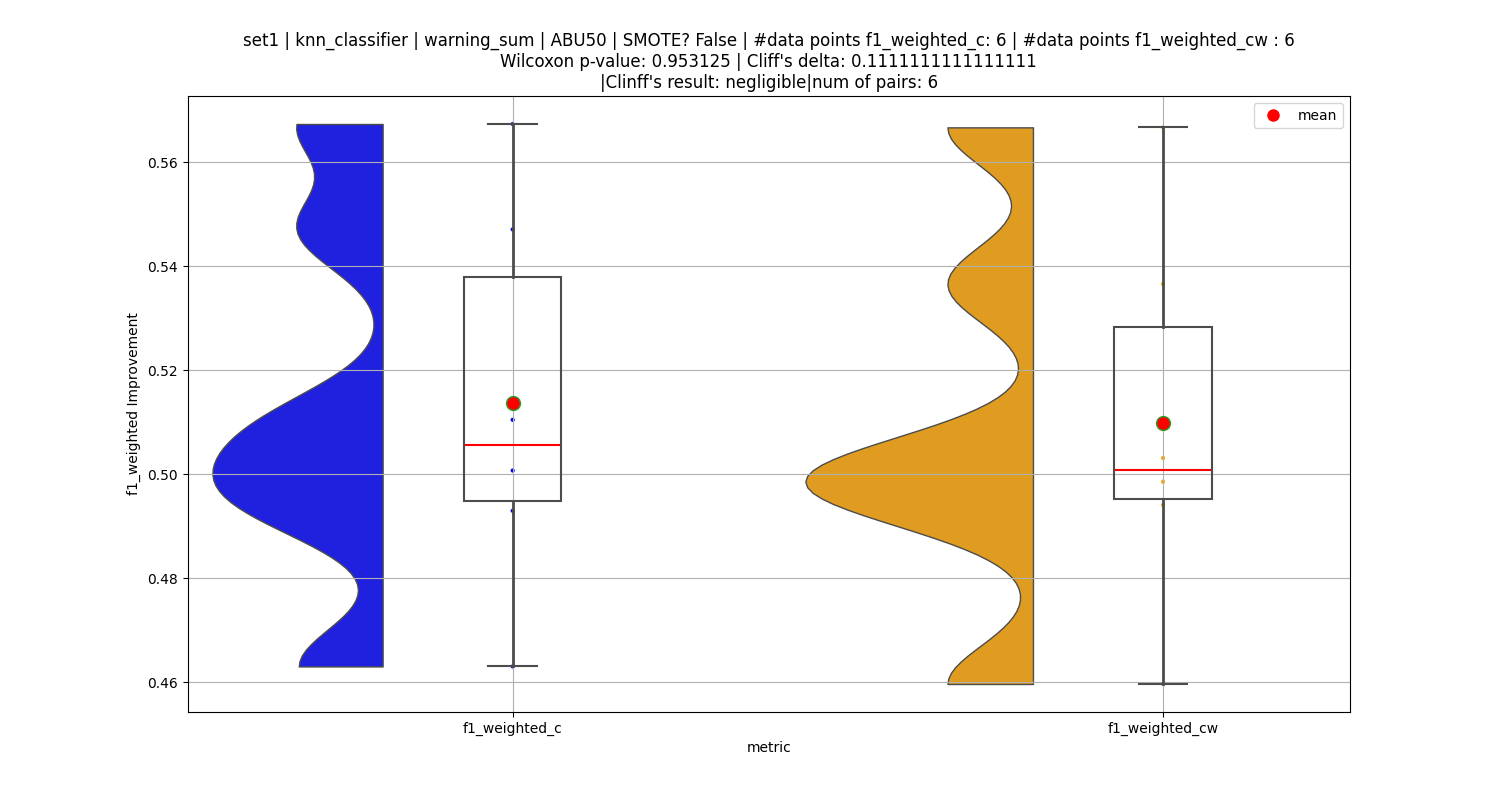 set1 | knn_classifier | warning_sum | ABU50 | SMOTE? False | #data points f1_weighted_c: 6 | #data points f1_weighted_cw : 6
Wilcoxon p-value: 0.953125 | Cliff's delta: 0.1111111111111111
|Clinff's result: negligible|num of pairs: 6
mean
0.56
0.54
0.52
0.50
0.48
0.46
f1_weighted Improvement
f1_weighted_c
f1_weighted_cw
metric